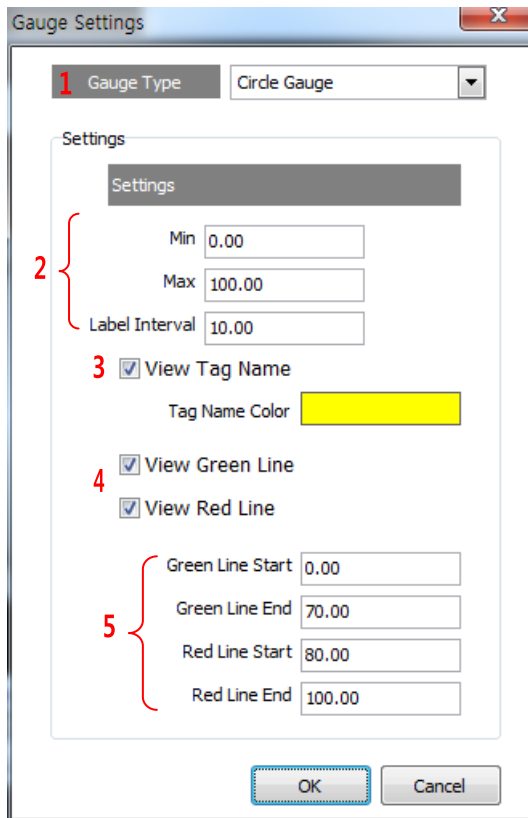 Gauge Settings
x
1 Gauge Type Circle Gauge
Settings
Settings
2
Min 0.00
Max 100.00
Label Interval 10.00
3 View Tag Name
Tag Name Color
4
View Green Line
View Red Line
5
Green Line Start 0.00
Green Line End 70.00
Red Line Start 80.00
Red Line End 100.00
OK Cancel